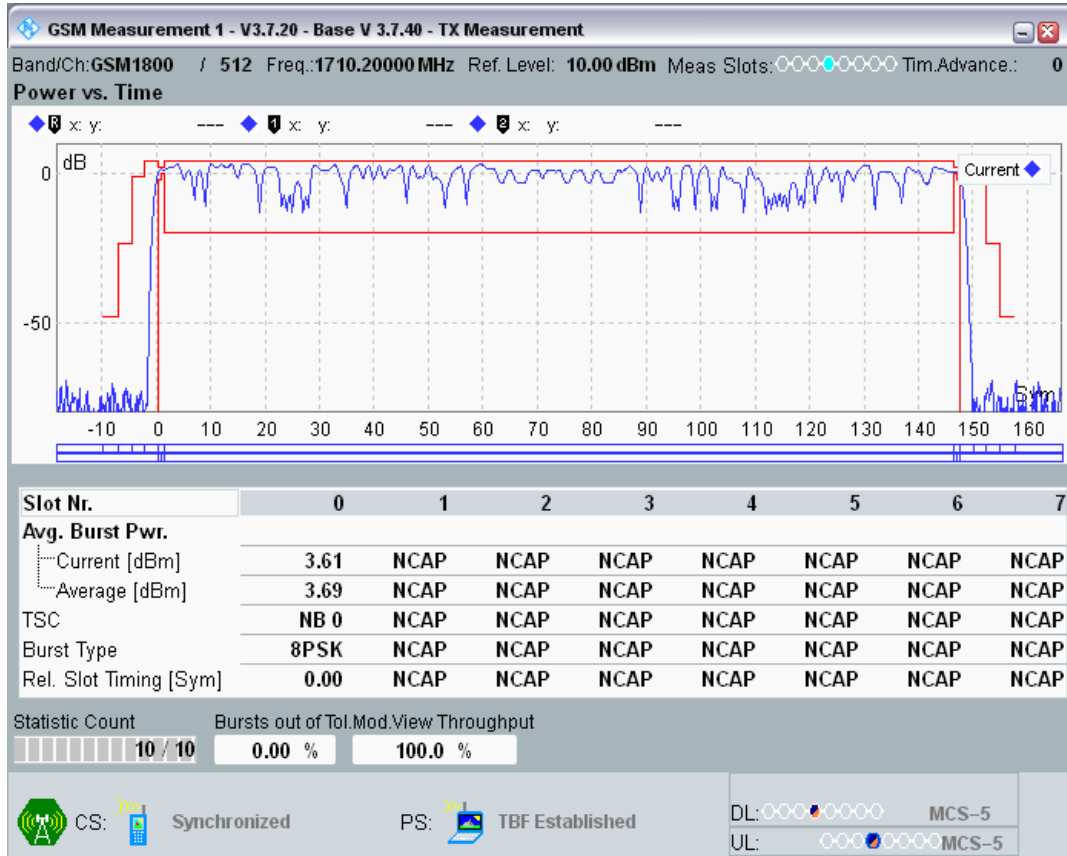 GSM Measurement 1 - V3.7.20 - Base V 3.7.40 - TX Measurement
Band/Ch:GSM1800 / 512 Freq.:1710.20000 MHz Ref. Level: 10.00 dBm Meas Slots: Tim.Advance.: 0
Power vs. Time
R x: y: --- 1 x: y: --- 2 x: y: ---
dB
Current
0
-50
Sym
-10 0 10 20 30 40 50 60 70 80 90 100 110 120 130 140 150 160
Slot Nr. 0 1 2 3 4 5 6 7
Avg. Burst Pwr.
Current [dBm] 3.61 NCAP NCAP NCAP NCAP NCAP NCAP NCAP
Average [dBm] 3.69 NCAP NCAP NCAP NCAP NCAP NCAP NCAP
TSC NB 0 NCAP NCAP NCAP NCAP NCAP NCAP NCAP
Burst Type 8PSK NCAP NCAP NCAP NCAP NCAP NCAP NCAP
Rel. Slot Timing [Sym] 0.00 NCAP NCAP NCAP NCAP NCAP NCAP NCAP
Statistic Count Bursts out of Tol. Mod.View Throughput
10 / 10 0.00 % 100.0 %
CS: Synchronized PS: TBF Established DL: MCS-5
UL: MCS-5